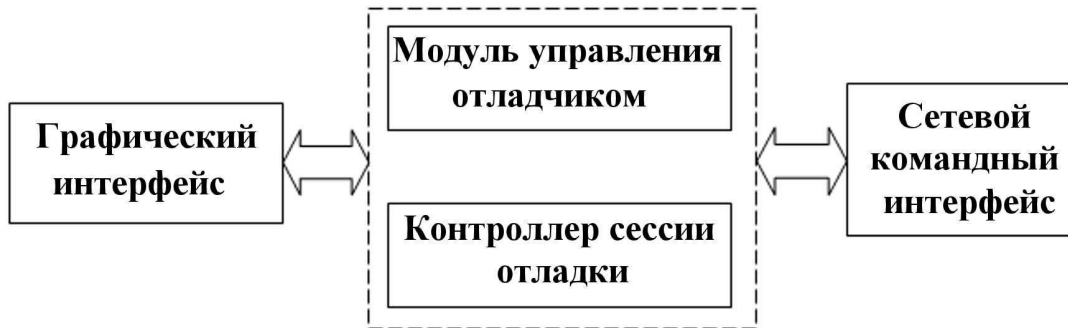 Графический
интерфейс
Модуль управления
отладчиком
Контроллер сессии
отладки
Сетевой
командный
интерфейс